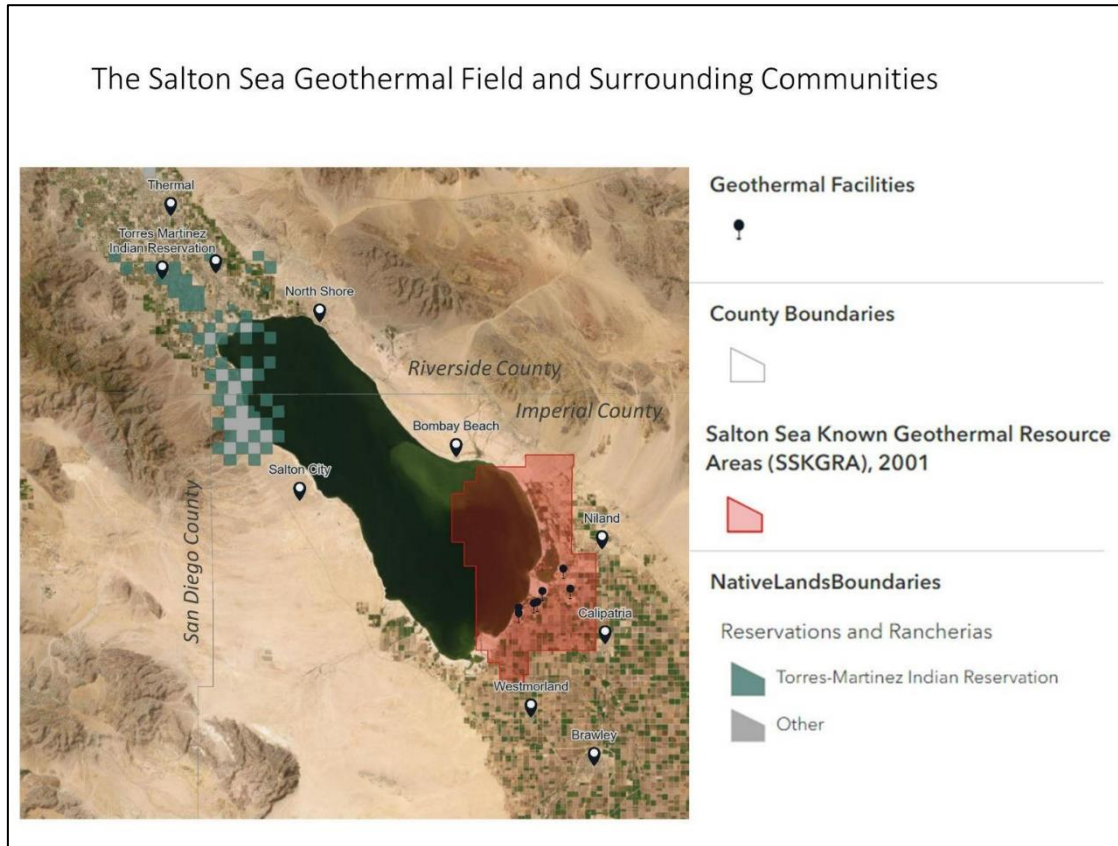 The Salton Sea Geothermal Field and Surrounding Communities
Thermal
Torres Martinez
Indian Reservation
North Shore
Riverside County
Imperial County
Bombay Beach
Salton City
San Diego County
Niland
Calipatria
Westmorland
Brawley
Geothermal Facilities
County Boundaries
Salton Sea Known Geothermal Resource
Areas (SSKGRA), 2001
NativeLandsBoundaries
Reservations and Rancherias
Torres-Martinez Indian Reservation
Other